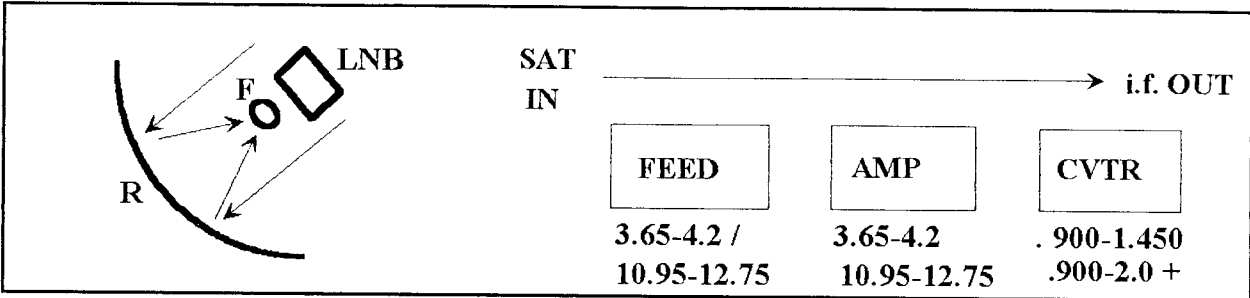 LNB
F
R
SAT
IN
i.f. OUT
FEED
AMP
CVTR
3.65-4.2 /
3.65-4.2
. 900-1.450
10.95-12.75
10.95-12.75
.900-2.0 +